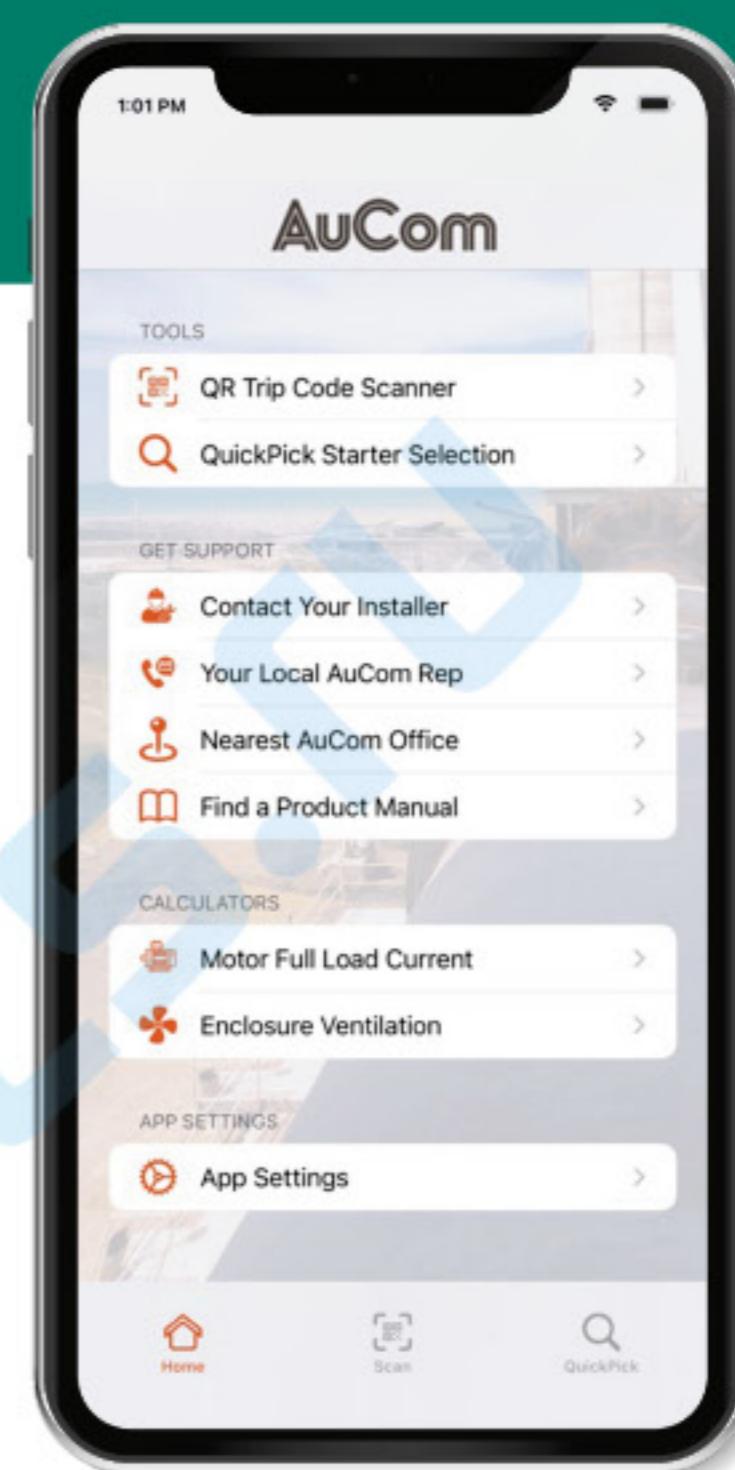 1:01 PM
AuCom
TOOLS
QR Trip Code Scanner
QuickPick Starter Selection
GET SUPPORT
Contact Your Installer
Your Local AuCom Rep
Nearest AuCom Office
Find a Product Manual
CALCULATORS
Motor Full Load Current
Enclosure Ventilation
APP SETTINGS
App Settings
Home Scan QuickPick